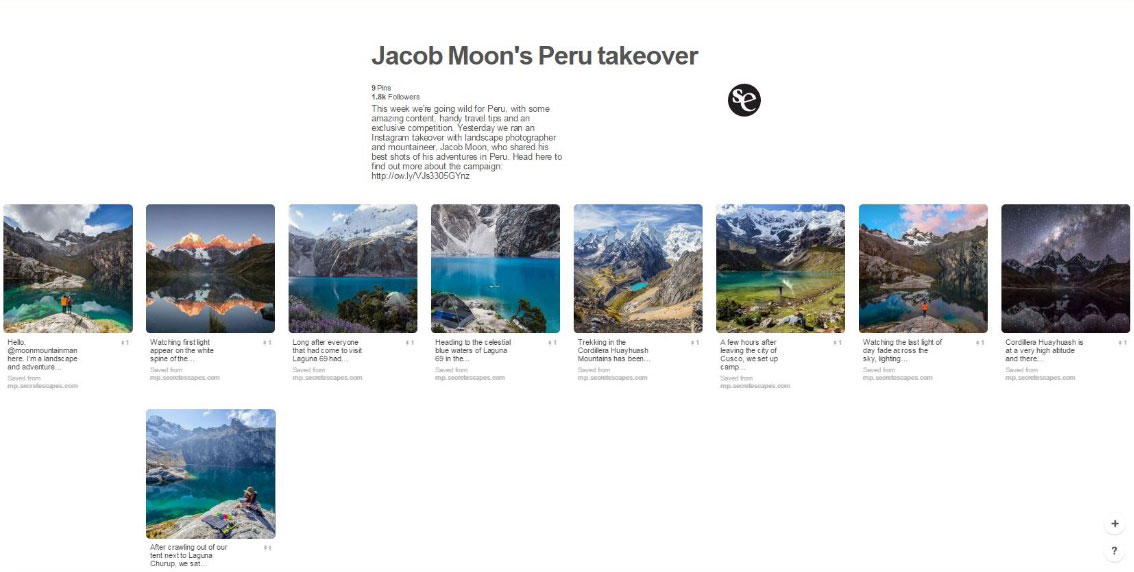 Jacob Moon's Peru takeover
9 Pins
1.8k Followers
This week we're going wild for Peru, with some
amazing content, handy travel tips and an
exclusive competition. Yesterday we ran an
Instagram takeover with landscape photographer
and mountaineer, Jacob Moon, who shared his
best shots of his adventures in Peru. Head here to
find out more about the campaign:
http://ow.ly/VJs3305GYnz
se
Hello,
@moonmountainman
here. I'm a landscape
and adventure...
1
Saved from
mp.secretescapes.com
Watching first light
appear on the white
spine of the...
1
Saved from
mp.secretescapes.com
Long after everyone
that had come to visit
Laguna 69 had...
1
Saved from
mp.secretescapes.com
Heading to the celestial
blue waters of Laguna
69 in the...
1
Saved from
mp.secretescapes.com
Trekking in the
Cordillera Huayhuash
Mountains has been...
1
Saved from
mp.secretescapes.com
A few hours after
leaving the city of
Cusco, we set up
camp...
1
Saved from
mp.secretescapes.com
Watching the last light of
day fade across the
sky, lighting...
1
Saved from
mp.secretescapes.com
Cordillera Huayhuash is
at a very high altitude
and there...
1
Saved from
mp.secretescapes.com
After crawling out of our
tent next to Laguna
Churup, we sat...
1
+
?